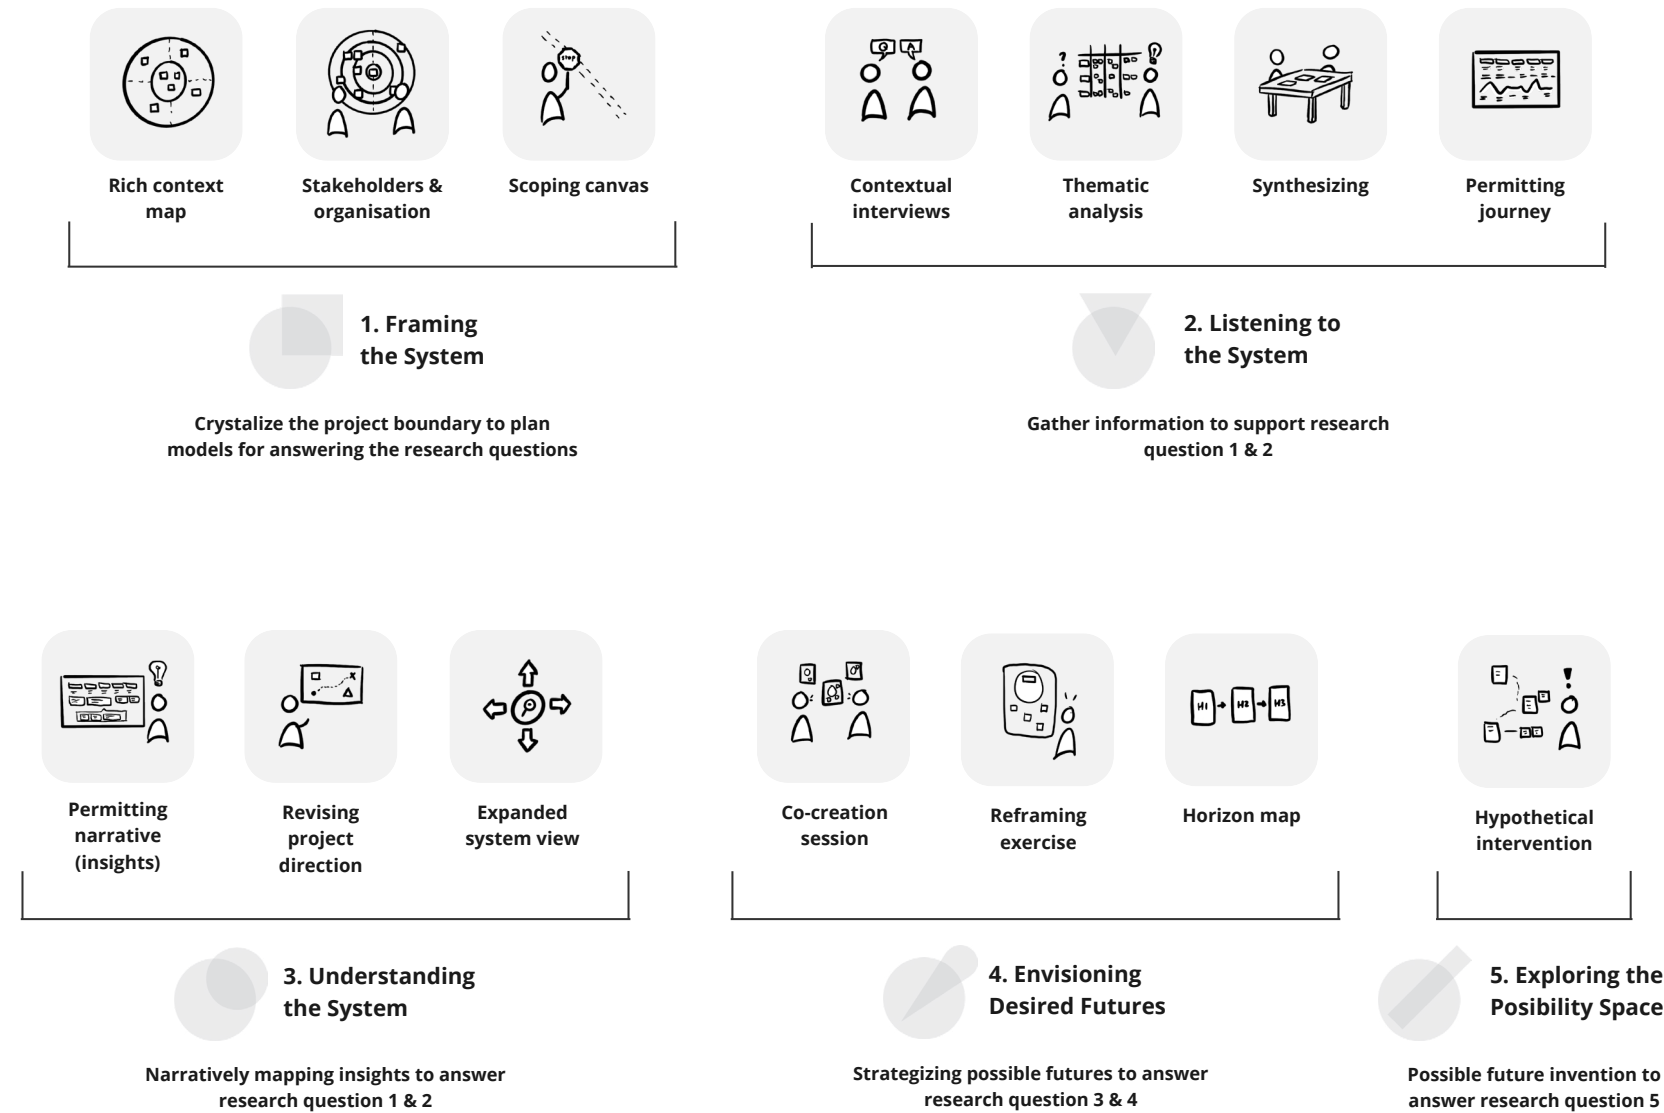 STOP
Q A
? 
Rich context
map
Stakeholders &
organisation
Scoping canvas
Contextual
interviews
Thematic
analysis
Synthesizing
Permitting
journey
1. Framing
the System
Crystalize the project boundary to plan
models for answering the research questions
2. Listening to
the System
Gather information to support research
question 1 & 2
H1 H2 H3
!
Permitting
narrative
(insights)
Revising
project
direction
Expanded
system view
Co-creation
session
Reframing
exercise
Horizon map
Hypothetical
intervention
3. Understanding
the System
Narratively mapping insights to answer
research question 1 & 2
4. Envisioning
Desired Futures
Strategizing possible futures to answer
research question 3 & 4
5. Exploring the
Posibility Space
Possible future invention to
answer research question 5